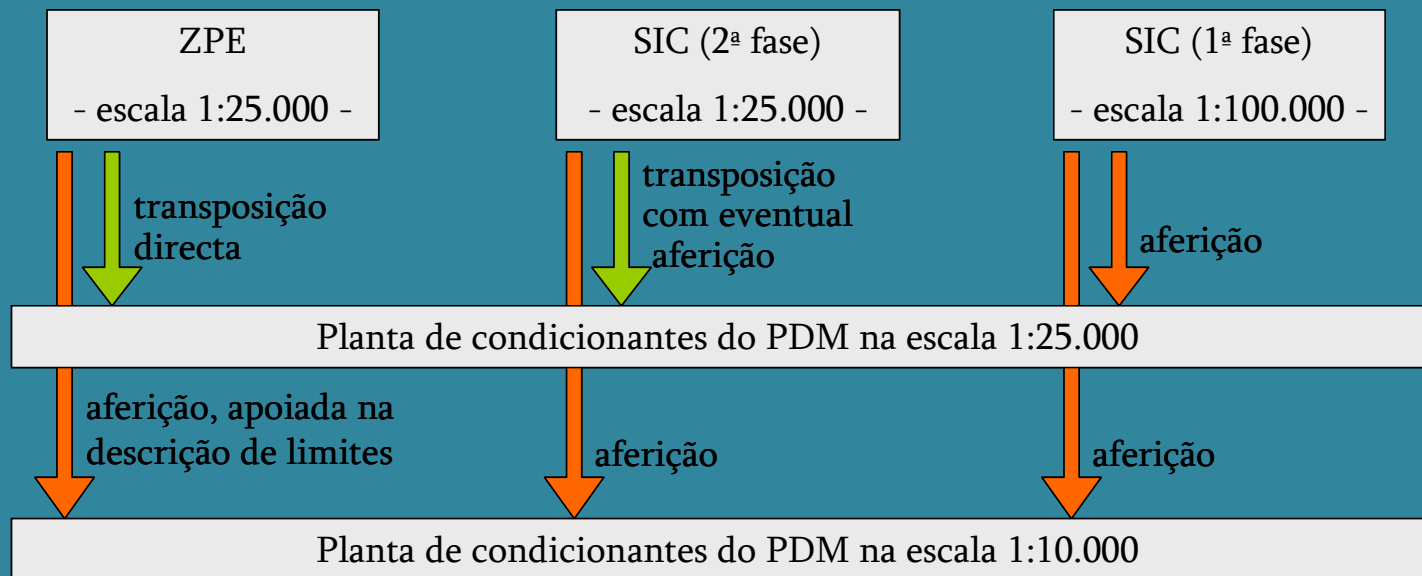 ZPE
- escala 1:25.000 -
SIC (2ª fase)
- escala 1:25.000 -
SIC (1ª fase)
- escala 1:100.000 -
transposição
directa
transposição
com eventual
aferição
aferição
Planta de condicionantes do PDM na escala 1:25.000
aferição, apoiada na
descrição de limites
aferição
aferição
Planta de condicionantes do PDM na escala 1:10.000